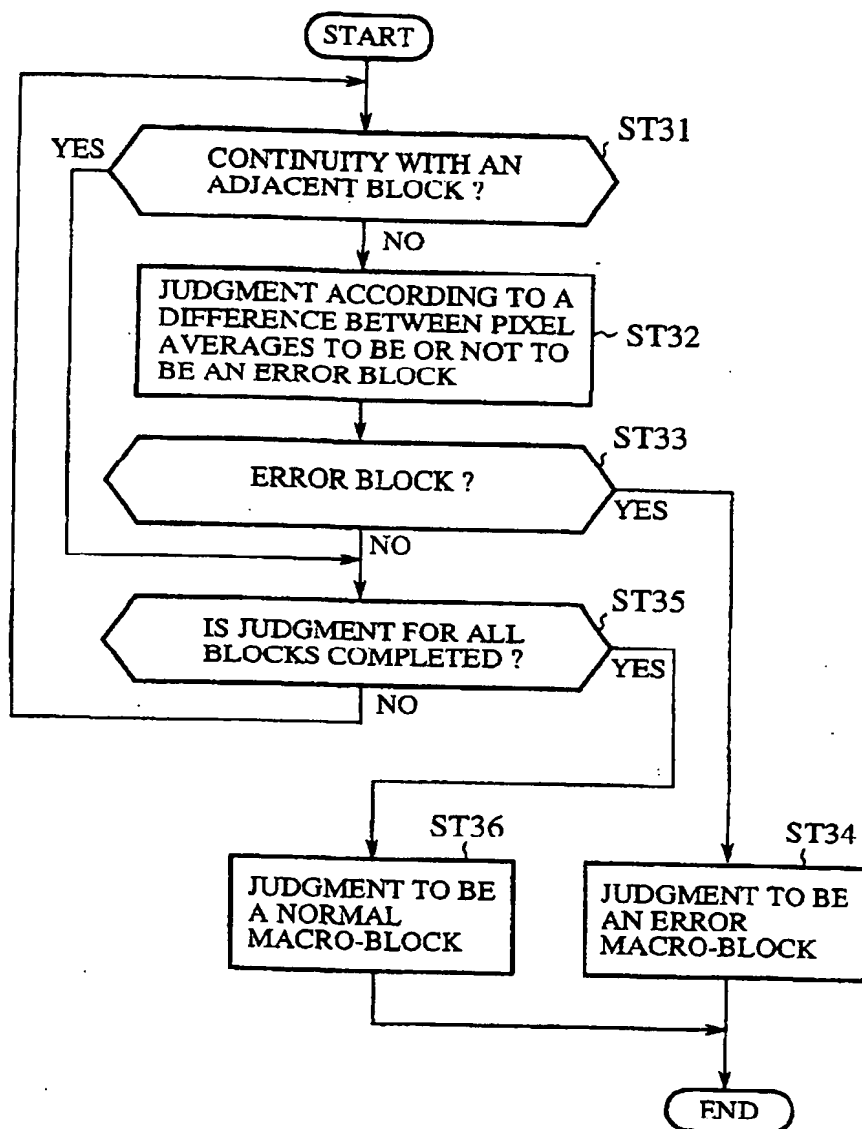 START
ST31
YES
CONTINUITY WITH AN
ADJACENT BLOCK ?
NO
JUDGMENT ACCORDING TO A
DIFFERENCE BETWEEN PIXEL
AVERAGES TO BE OR NOT TO
BE AN ERROR BLOCK
ST32
ST33
ERROR BLOCK ?
YES
NO
ST35
IS JUDGMENT FOR ALL
BLOCKS COMPLETED ?
YES
NO
ST36
JUDGMENT TO BE
A NORMAL
MACRO-BLOCK
ST34
JUDGMENT TO BE
AN ERROR
MACRO-BLOCK
END